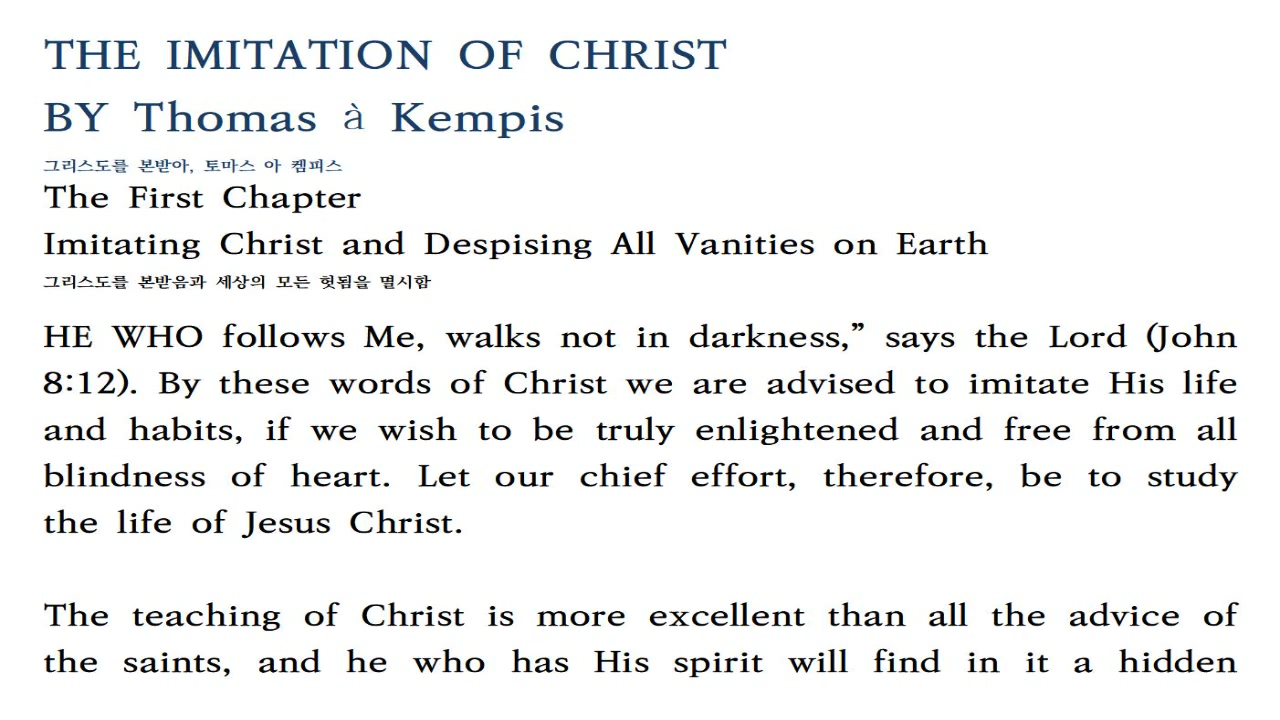 THE IMITATION OF CHRIST
BY Thomas à Kempis
그리스도를 본받아, 토마스 아 켐피스
The First Chapter
Imitating Christ and Despising All Vanities on Earth
그리스도를 본받음과 세상의 모든 헛됨을 멸시함
HE WHO follows Me, walks not in darkness,” says the Lord (John
8:12). By these words of Christ we are advised to imitate His life
and habits, if we wish to be truly enlightened and free from all
blindness of heart. Let our chief effort, therefore, be to study
the life of Jesus Christ.
The teaching of Christ is more excellent than all the advice of
the saints, and he who has His spirit will find in it a hidden